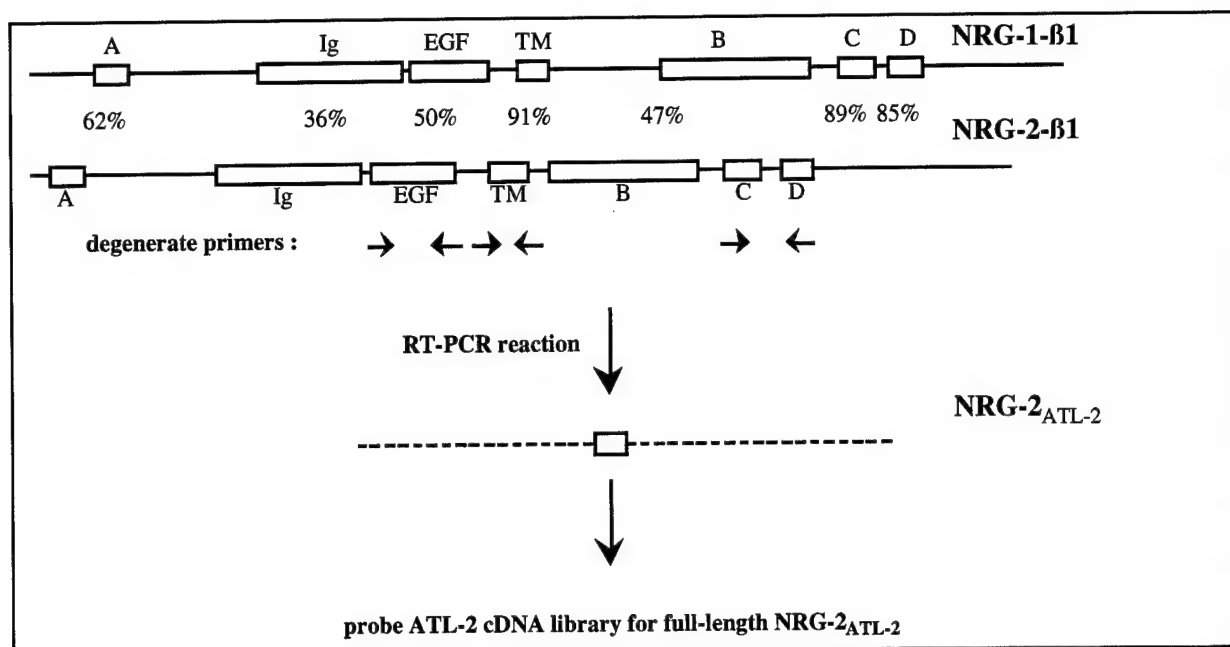 A Ig EGF TM B C D NRG-1-ß1
62% 36% 50% 91% 47% 89% 85%
NRG-2-ß1
A Ig EGF TM B C D
degenerate primers :
RT-PCR reaction
NRG-2ATL-2
probe ATL-2 cDNA library for full-length NRG-2ATL-2